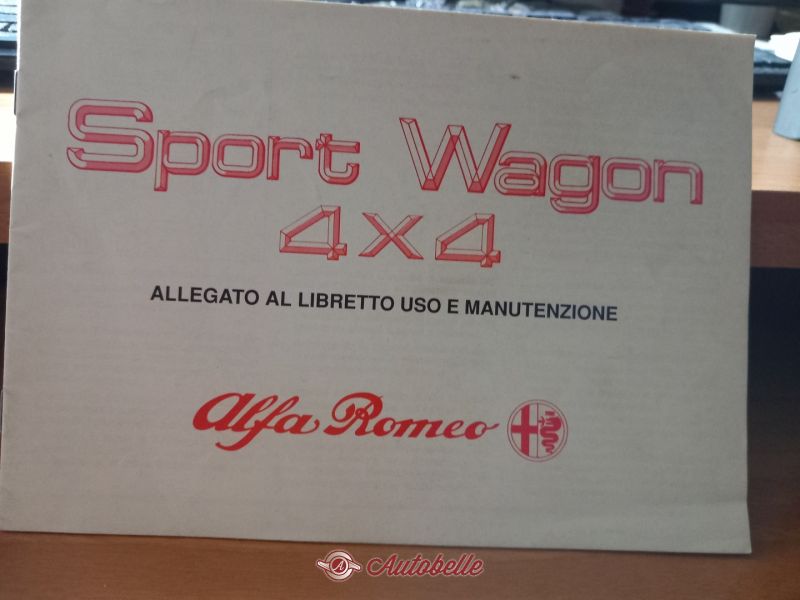 Sport Wagon
4x4
ALLEGATO AL LIBRETTO USO E MANUTENZIONE
Alfa Romeo
Autobelle